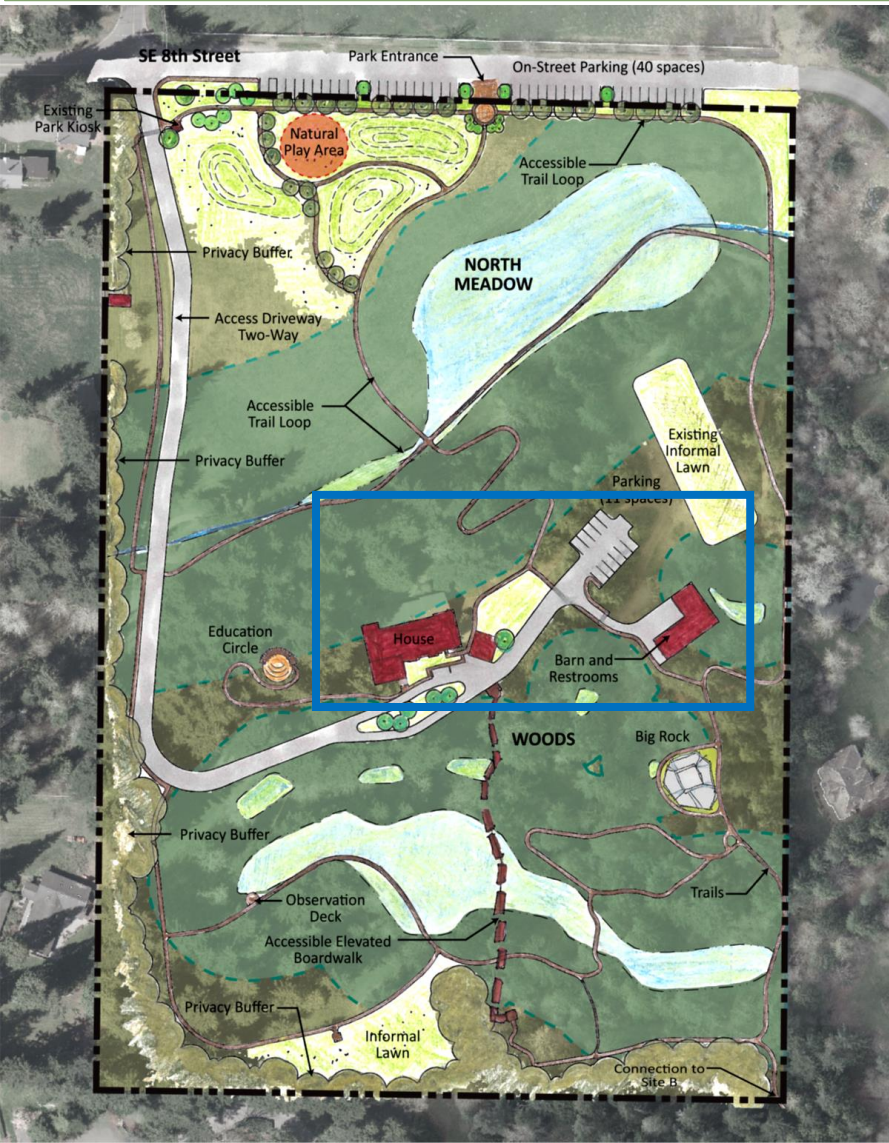 SE 8th Street
Park Entrance
On-Street Parking (40 spaces)
Existing
Park Kiosk
Natural
Play Area
Accessible
Trail Loop
Privacy Buffer
NORTH
MEADOW
Access Driveway
Two-Way
Accessible
Trail Loop
Existing
Informal
Lawn
Privacy Buffer
Parking
(11 spaces)
Education
Circle
House
Barn and
Restrooms
WOODS
Big Rock
Privacy Buffer
Trails
Observation
Deck
Accessible Elevated
Boardwalk
Privacy Buffer
Informal
Lawn
Connection to
Site B